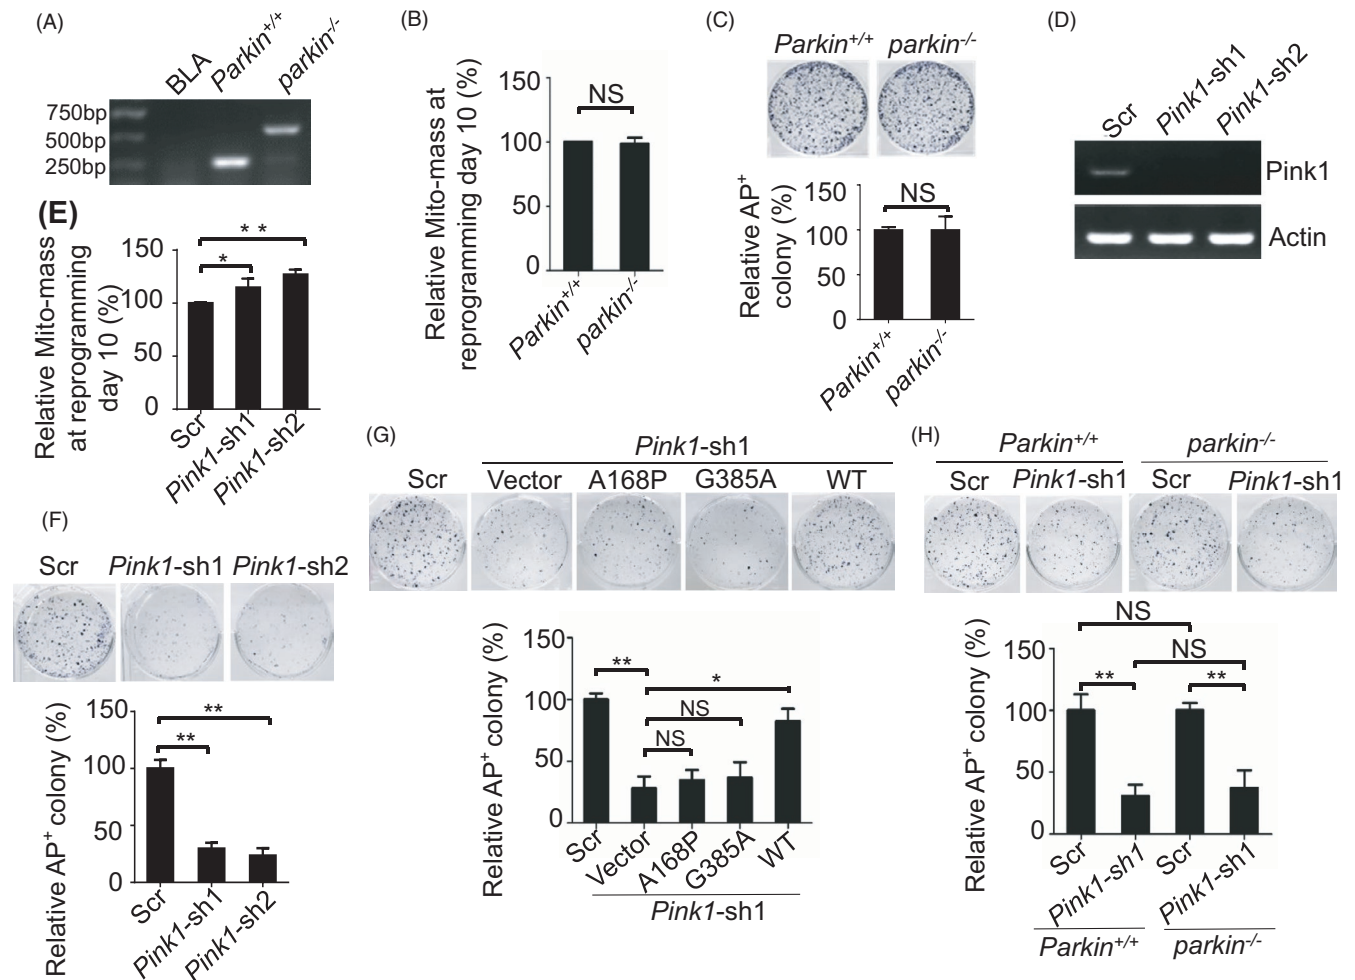 (A)
BLA
Parkin+/+
parkin-/-
750bp
500bp
250bp
(B)
Relative Mito-mass at
reprogramming day 10 (%)
150
100
50
0
NS
Parkin+/+
parkin-/-
(C)
Parkin+/+ parkin-/-
Relative AP+
colony (%)
150
100
50
0
NS
Parkin+/+
parkin-/-
(D)
Scr
Pink1-sh1
Pink1-sh2
Pink1
Actin
(E)
Relative Mito-mass
at reprogramming
day 10 (%)
150
100
50
0
* *
*
Scr
Pink1-sh1
Pink1-sh2
(F)
Scr Pink1-sh1 Pink1-sh2
Relative AP+ colony (%)
150
100
50
0
**
**
Scr
Pink1-sh1
Pink1-sh2
(G)
Pink1-sh1
Scr Vector A168P G385A WT
Relative AP+ colony (%)
150
100
50
0
**
*
NS
NS
Scr
Vector
A168P
G385A
WT
Pink1-sh1
(H)
Parkin+/+ parkin-/-
Scr Pink1-sh1 Scr Pink1-sh1
Relative AP+ colony (%)
150
100
50
0
NS
NS
**
**
Scr
Pink1-sh1
Scr
Pink1-sh1
Parkin+/+
parkin-/-